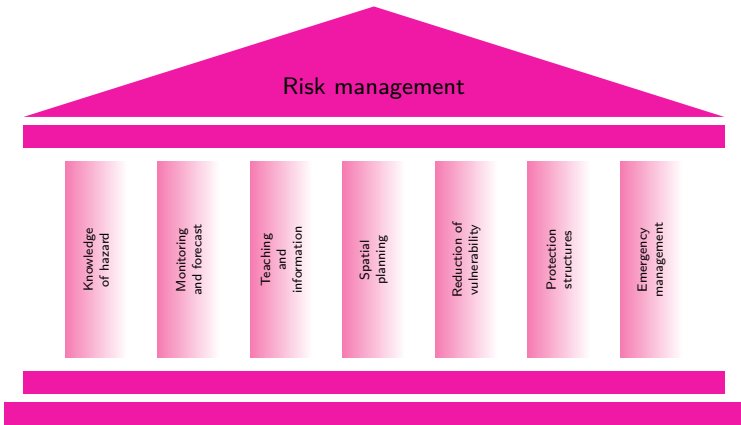 Risk management
Knowledge
of hazard
Monitoring
and forecast
Teaching
and
information
Spatial
planning
Reduction of
vulnerability
Protection
structures
Emergency
management